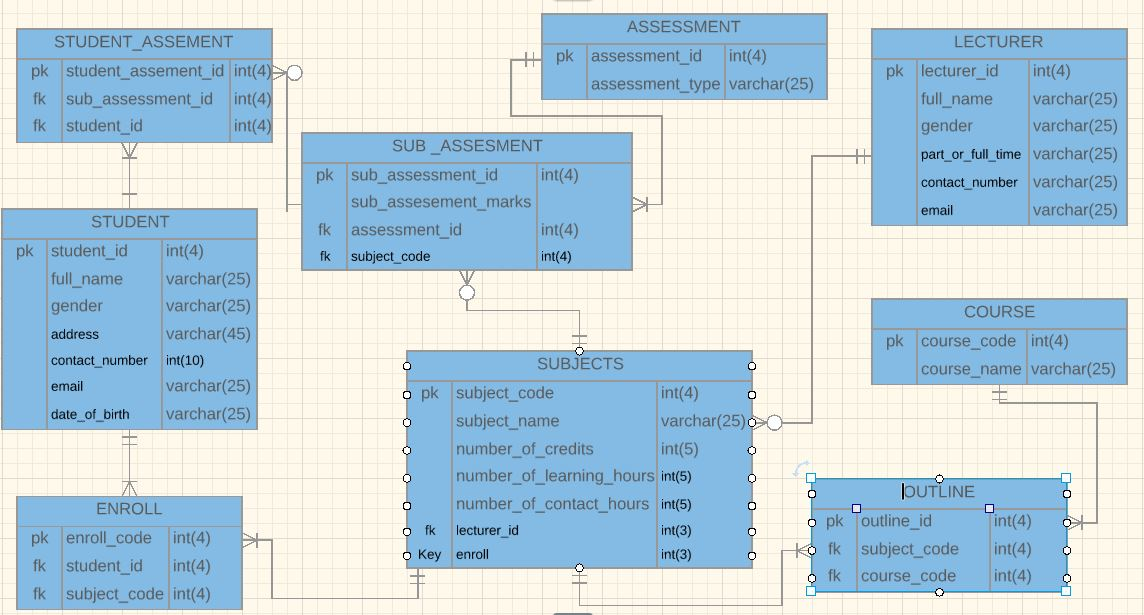 STUDENT_ASSEMENT
pk student_assement_id int(4)
fk sub_assessment_id int(4)
fk student_id int(4)
ASSESSMENT
pk assessment_id int(4)
assessment_type varchar(25)
LECTURER
pk lecturer_id int(4)
full_name varchar(25)
gender varchar(25)
part_or_full_time varchar(25)
contact_number varchar(25)
email varchar(25)
SUB _ASSESMENT
pk sub_assessment_id int(4)
sub_assesement_marks
fk assessment_id int(4)
fk subject_code int(4)
STUDENT
pk student_id int(4)
full_name varchar(25)
gender varchar(25)
address varchar(45)
contact_number int(10)
email varchar(25)
date_of_birth varchar(25)
COURSE
pk course_code int(4)
course_name varchar(25)
SUBJECTS
pk subject_code int(4)
subject_name varchar(25)
number_of_credits int(5)
number_of_learning_hours int(5)
number_of_contact_hours int(5)
fk lecturer_id int(3)
Key enroll int(3)
ENROLL
pk enroll_code int(4)
fk student_id int(4)
fk subject_code int(4)
OUTLINE
pk outline_id int(4)
fk subject_code int(4)
fk course_code int(4)